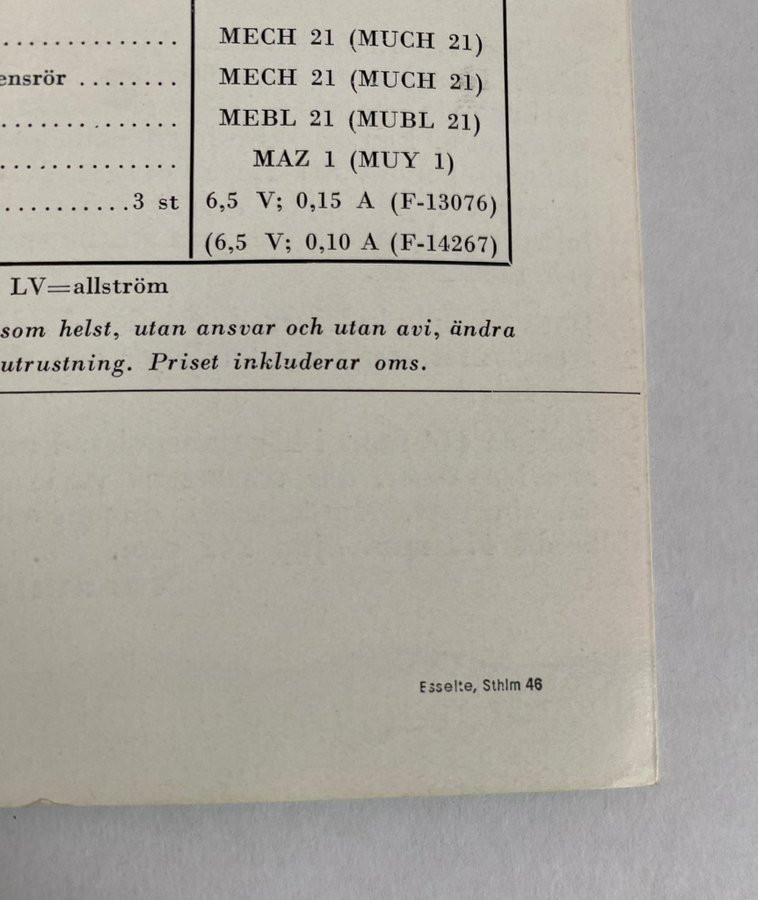 .............. MECH 21 (MUCH 21)
ensrör ........ MECH 21 (MUCH 21)
.............. MEBL 21 (MUBL 21)
.............. MAZ 1 (MUY 1)
..........3 st 6,5 V; 0,15 A (F-13076)
(6,5 V; 0,10 A (F-14267)
LV=allström
som helst, utan ansvar och utan avi, ändra
utrustning. Priset inkluderar oms.
Esselte, Sthlm 46